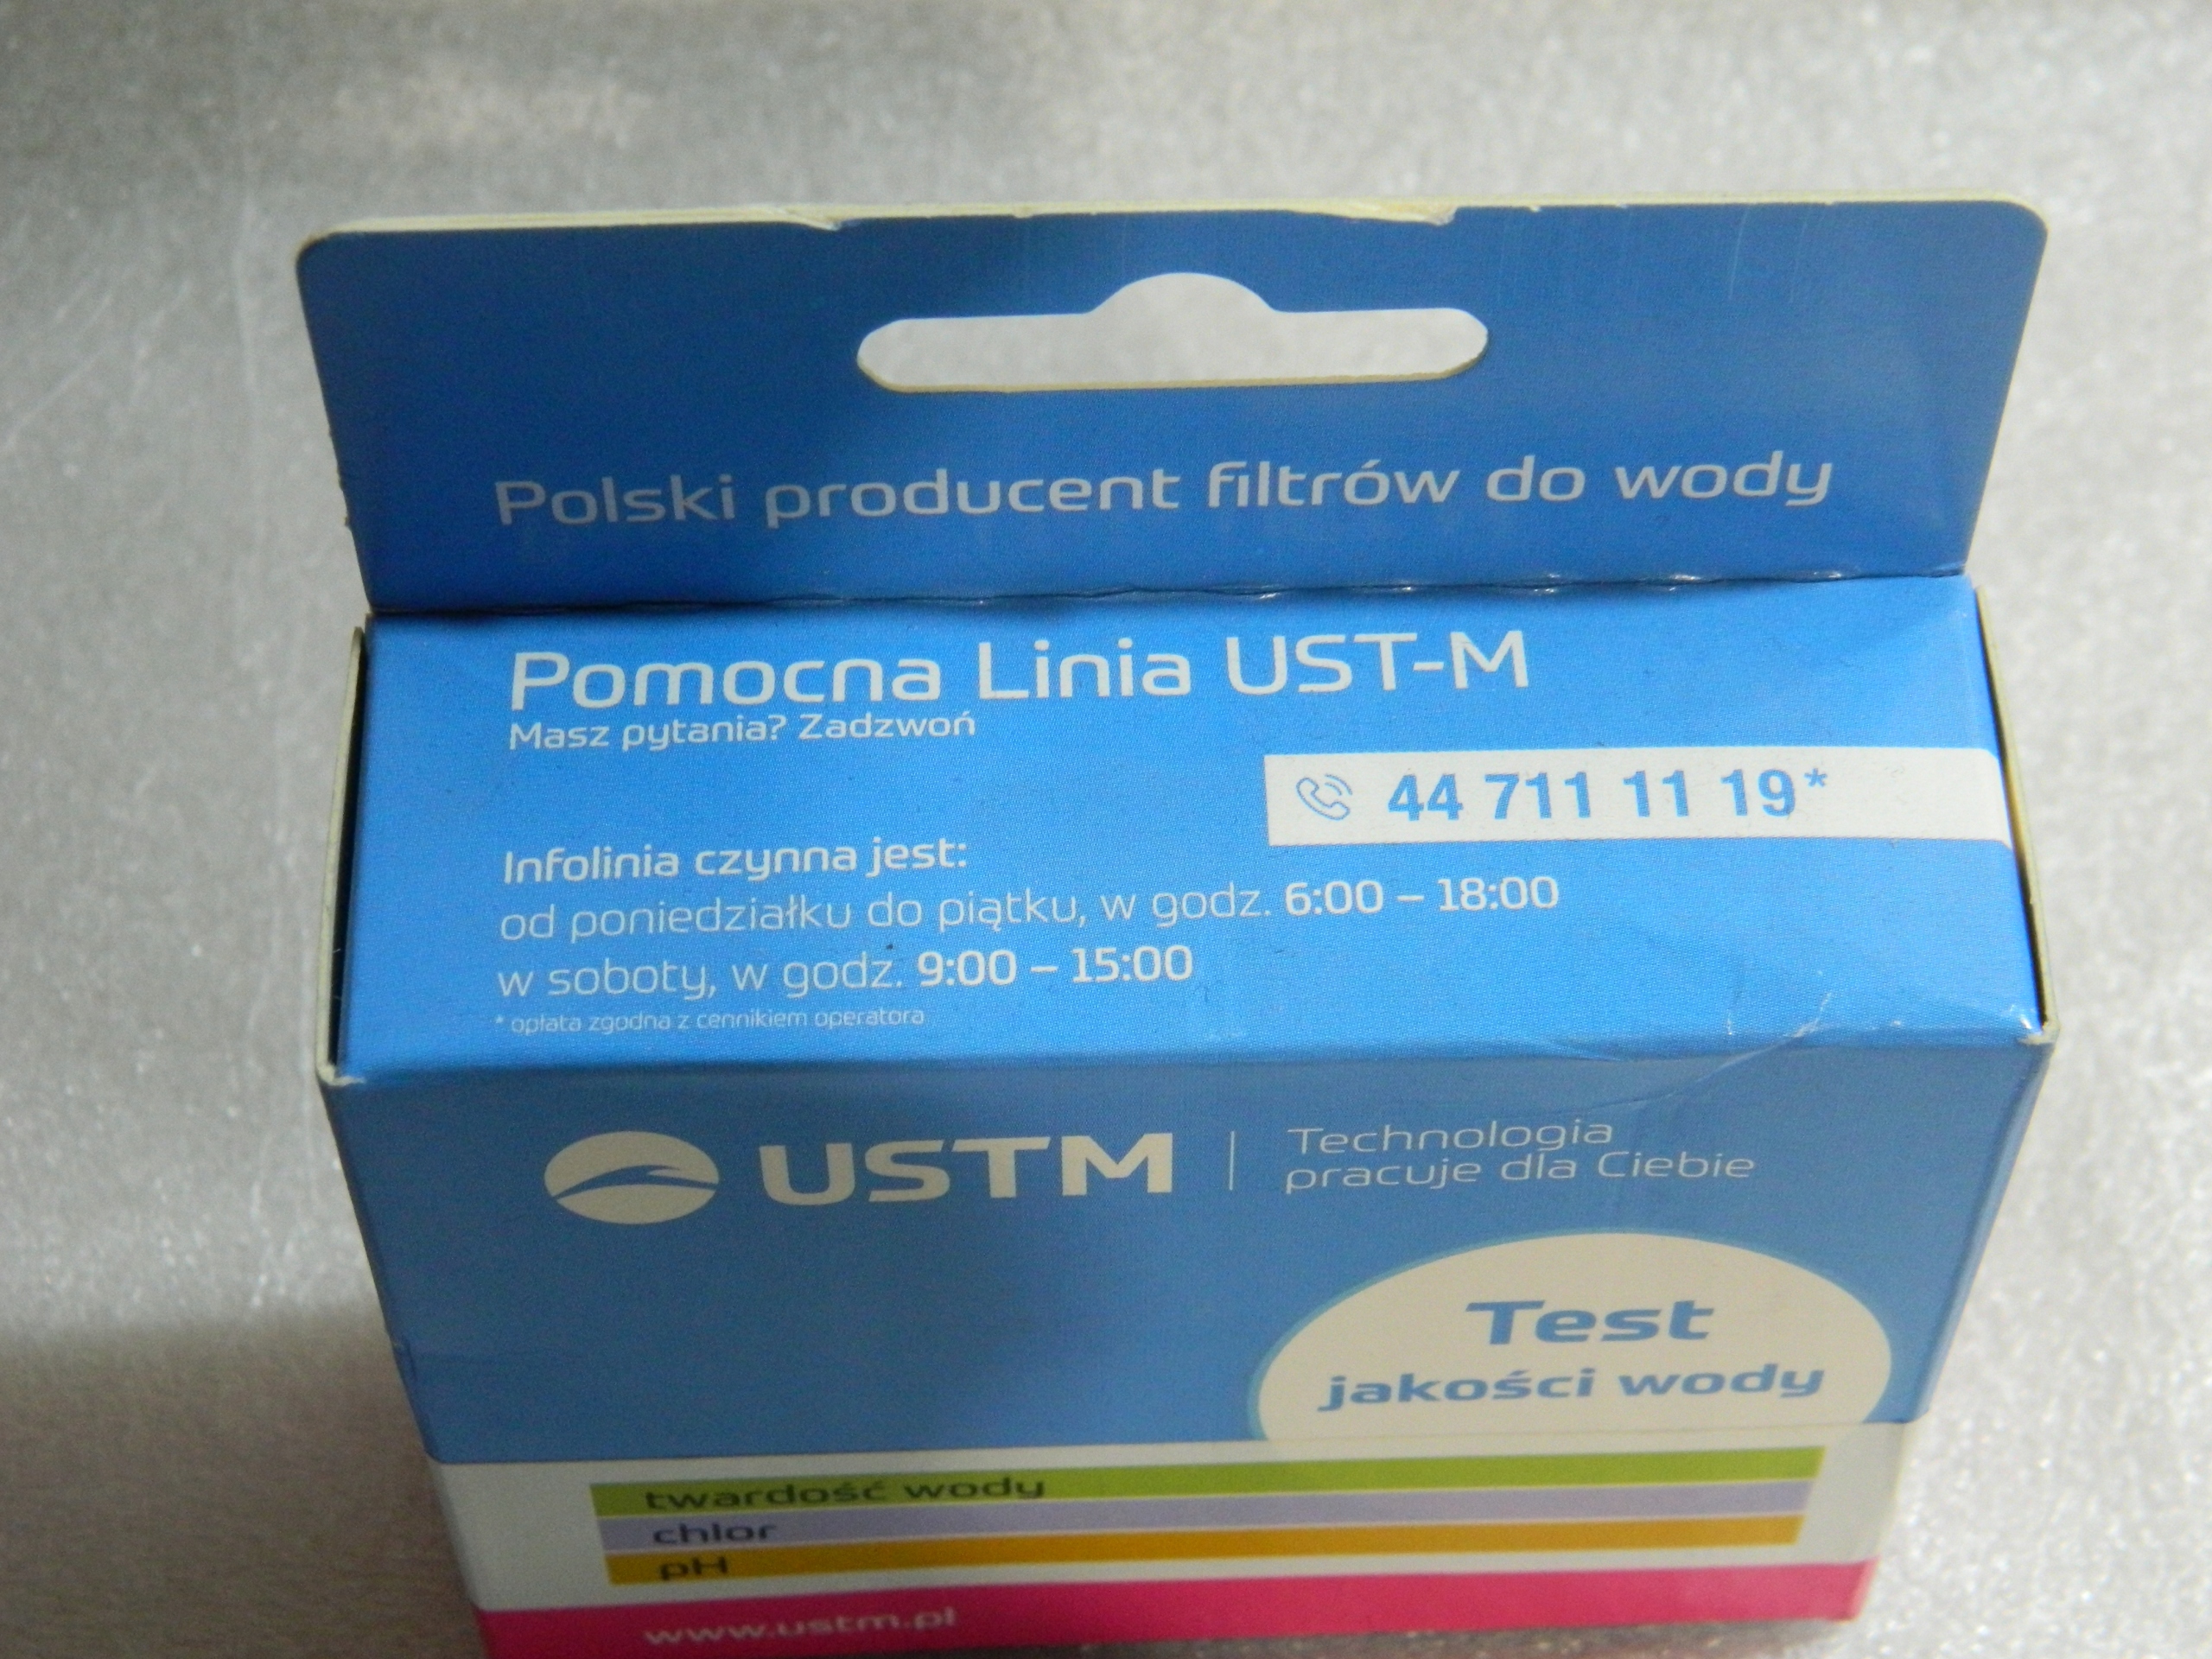 Polski producent filtrów do wody
Pomocna Linia UST-M
Masz pytania? Zadzwoń
44 711 11 19*
Infolinia czynna jest:
od poniedziałku do piątku, w godz. 6:00 – 18:00
w soboty, w godz. 9:00 – 15:00
* opłata zgodna z cennikiem operatora
USTM
Technologia
pracuje dla Ciebie
Test
jakości wody
twardość wody
chlor
pH
www.ustm.pl